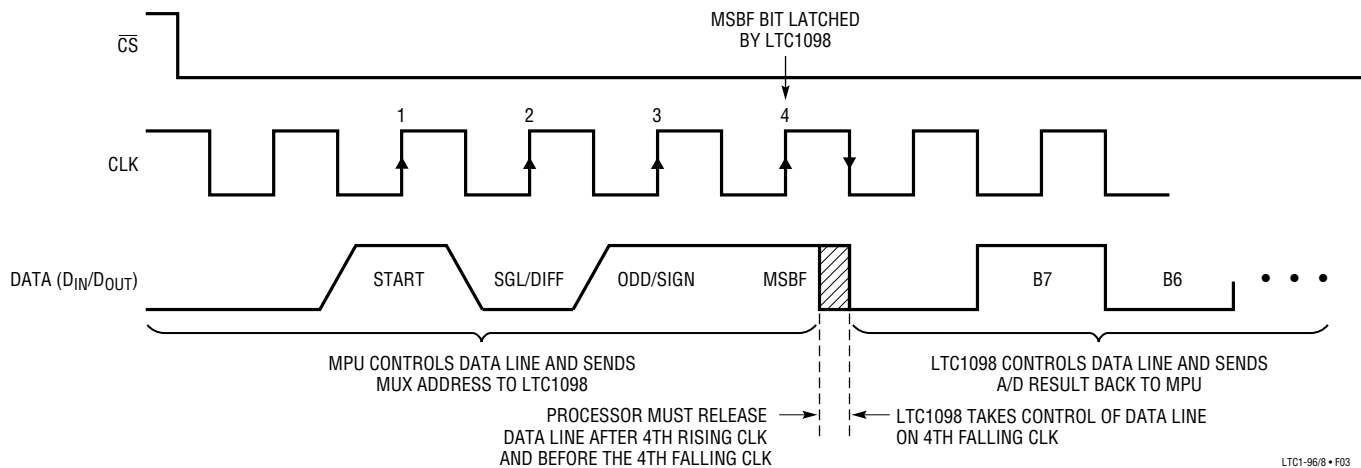 MSBF BIT LATCHED
BY LTC1098
CS
1 2 3 4
CLK
DATA (DIN/DOUT)
START SGL/DIFF ODD/SIGN MSBF B7 B6 • • •
MPU CONTROLS DATA LINE AND SENDS
MUX ADDRESS TO LTC1098
LTC1098 CONTROLS DATA LINE AND SENDS
A/D RESULT BACK TO MPU
PROCESSOR MUST RELEASE
DATA LINE AFTER 4TH RISING CLK
AND BEFORE THE 4TH FALLING CLK
LTC1098 TAKES CONTROL OF DATA LINE
ON 4TH FALLING CLK
LTC1-96/8 • F03